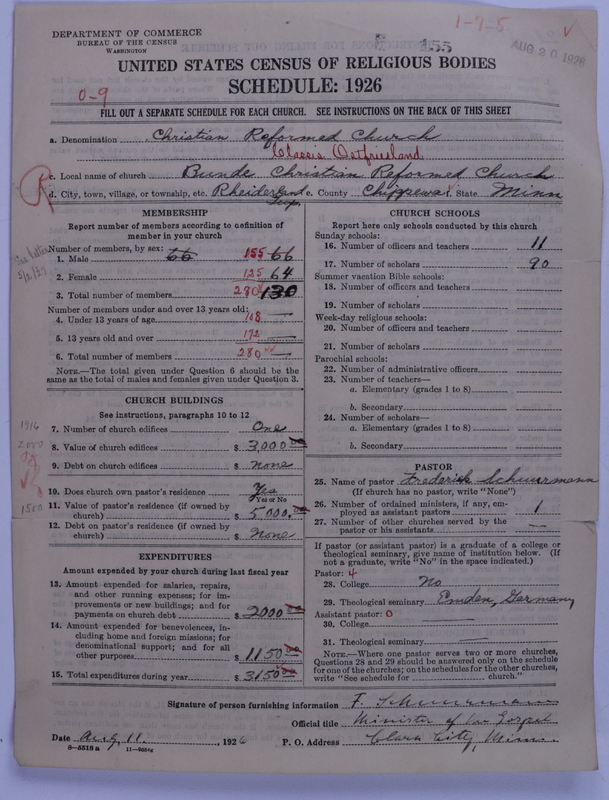 1-7-5
DEPARTMENT OF COMMERCE
BUREAU OF THE CENSUS
WASHINGTON
155
AUG 20 1926
UNITED STATES CENSUS OF RELIGIOUS BODIES
SCHEDULE: 1926
0-9
FILL OUT A SEPARATE SCHEDULE FOR EACH CHURCH. SEE INSTRUCTIONS ON THE BACK OF THIS SHEET
a. Denomination Christian Reformed Church
Classis Ostfriesland
c. Local name of church Bunde Christian Reformed Church
d. City, town, village, or township, etc. Rheiderland Twp. e. County Chippewa f. State Minn
MEMBERSHIP
Report number of members according to definition of member in your church
Number of members, by sex:
1. Male 66 155 66
2. Female 125 64
3. Total number of members 280 130
Number of members under and over 13 years old:
4. Under 13 years of age 108 —
5. 13 years old and over 172 —
6. Total number of members 280 —
NOTE.—The total given under Question 6 should be the same as the total of males and females given under Question 3.
CHURCH BUILDINGS
See instructions, paragraphs 10 to 12
7. Number of church edifices One
8. Value of church edifices $ 3,000.00
9. Debt on church edifices $ none
10. Does church own pastor's residence Yes
Yes or No
11. Value of pastor's residence (if owned by church) $ 5,000.00
12. Debt on pastor's residence (if owned by church) $ None
EXPENDITURES
Amount expended by your church during last fiscal year
13. Amount expended for salaries, repairs, and other running expenses; for improvements or new buildings; and for payments on church debt $ 2000.00
14. Amount expended for benevolences, including home and foreign missions; for denominational support; and for all other purposes $ 1150.00
15. Total expenditures during year $ 3150.00
CHURCH SCHOOLS
Report here only schools conducted by this church
Sunday schools:
16. Number of officers and teachers 11
17. Number of scholars 90
Summer vacation Bible schools:
18. Number of officers and teachers
19. Number of scholars
Week-day religious schools:
20. Number of officers and teachers
21. Number of scholars
Parochial schools:
22. Number of administrative officers
23. Number of teachers—
a. Elementary (grades 1 to 8)
b. Secondary
24. Number of scholars—
a. Elementary (grades 1 to 8)
b. Secondary
PASTOR
25. Name of pastor Frederick Schuurmann
(If church has no pastor, write "None")
26. Number of ordained ministers, if any, employed as assistant pastors 1
27. Number of other churches served by the pastor or his assistants —
If pastor (or assistant pastor) is a graduate of a college or theological seminary, give name of institution below. (If not a graduate, write "No" in the space indicated.)
Pastor: 4
28. College No
29. Theological seminary Emden, Germany
Assistant pastor: 0
30. College
31. Theological seminary
NOTE.—Where one pastor serves two or more churches, Questions 28 and 29 should be answered only on the schedule for one of the churches; on the schedules for the other churches, write "See schedule for church."
Signature of person furnishing information F. Schuurmann
Official title Minister of the Gospel
Date Aug 11., 1926 P. O. Address Clara City, Minn.
8—5518a 11—9054